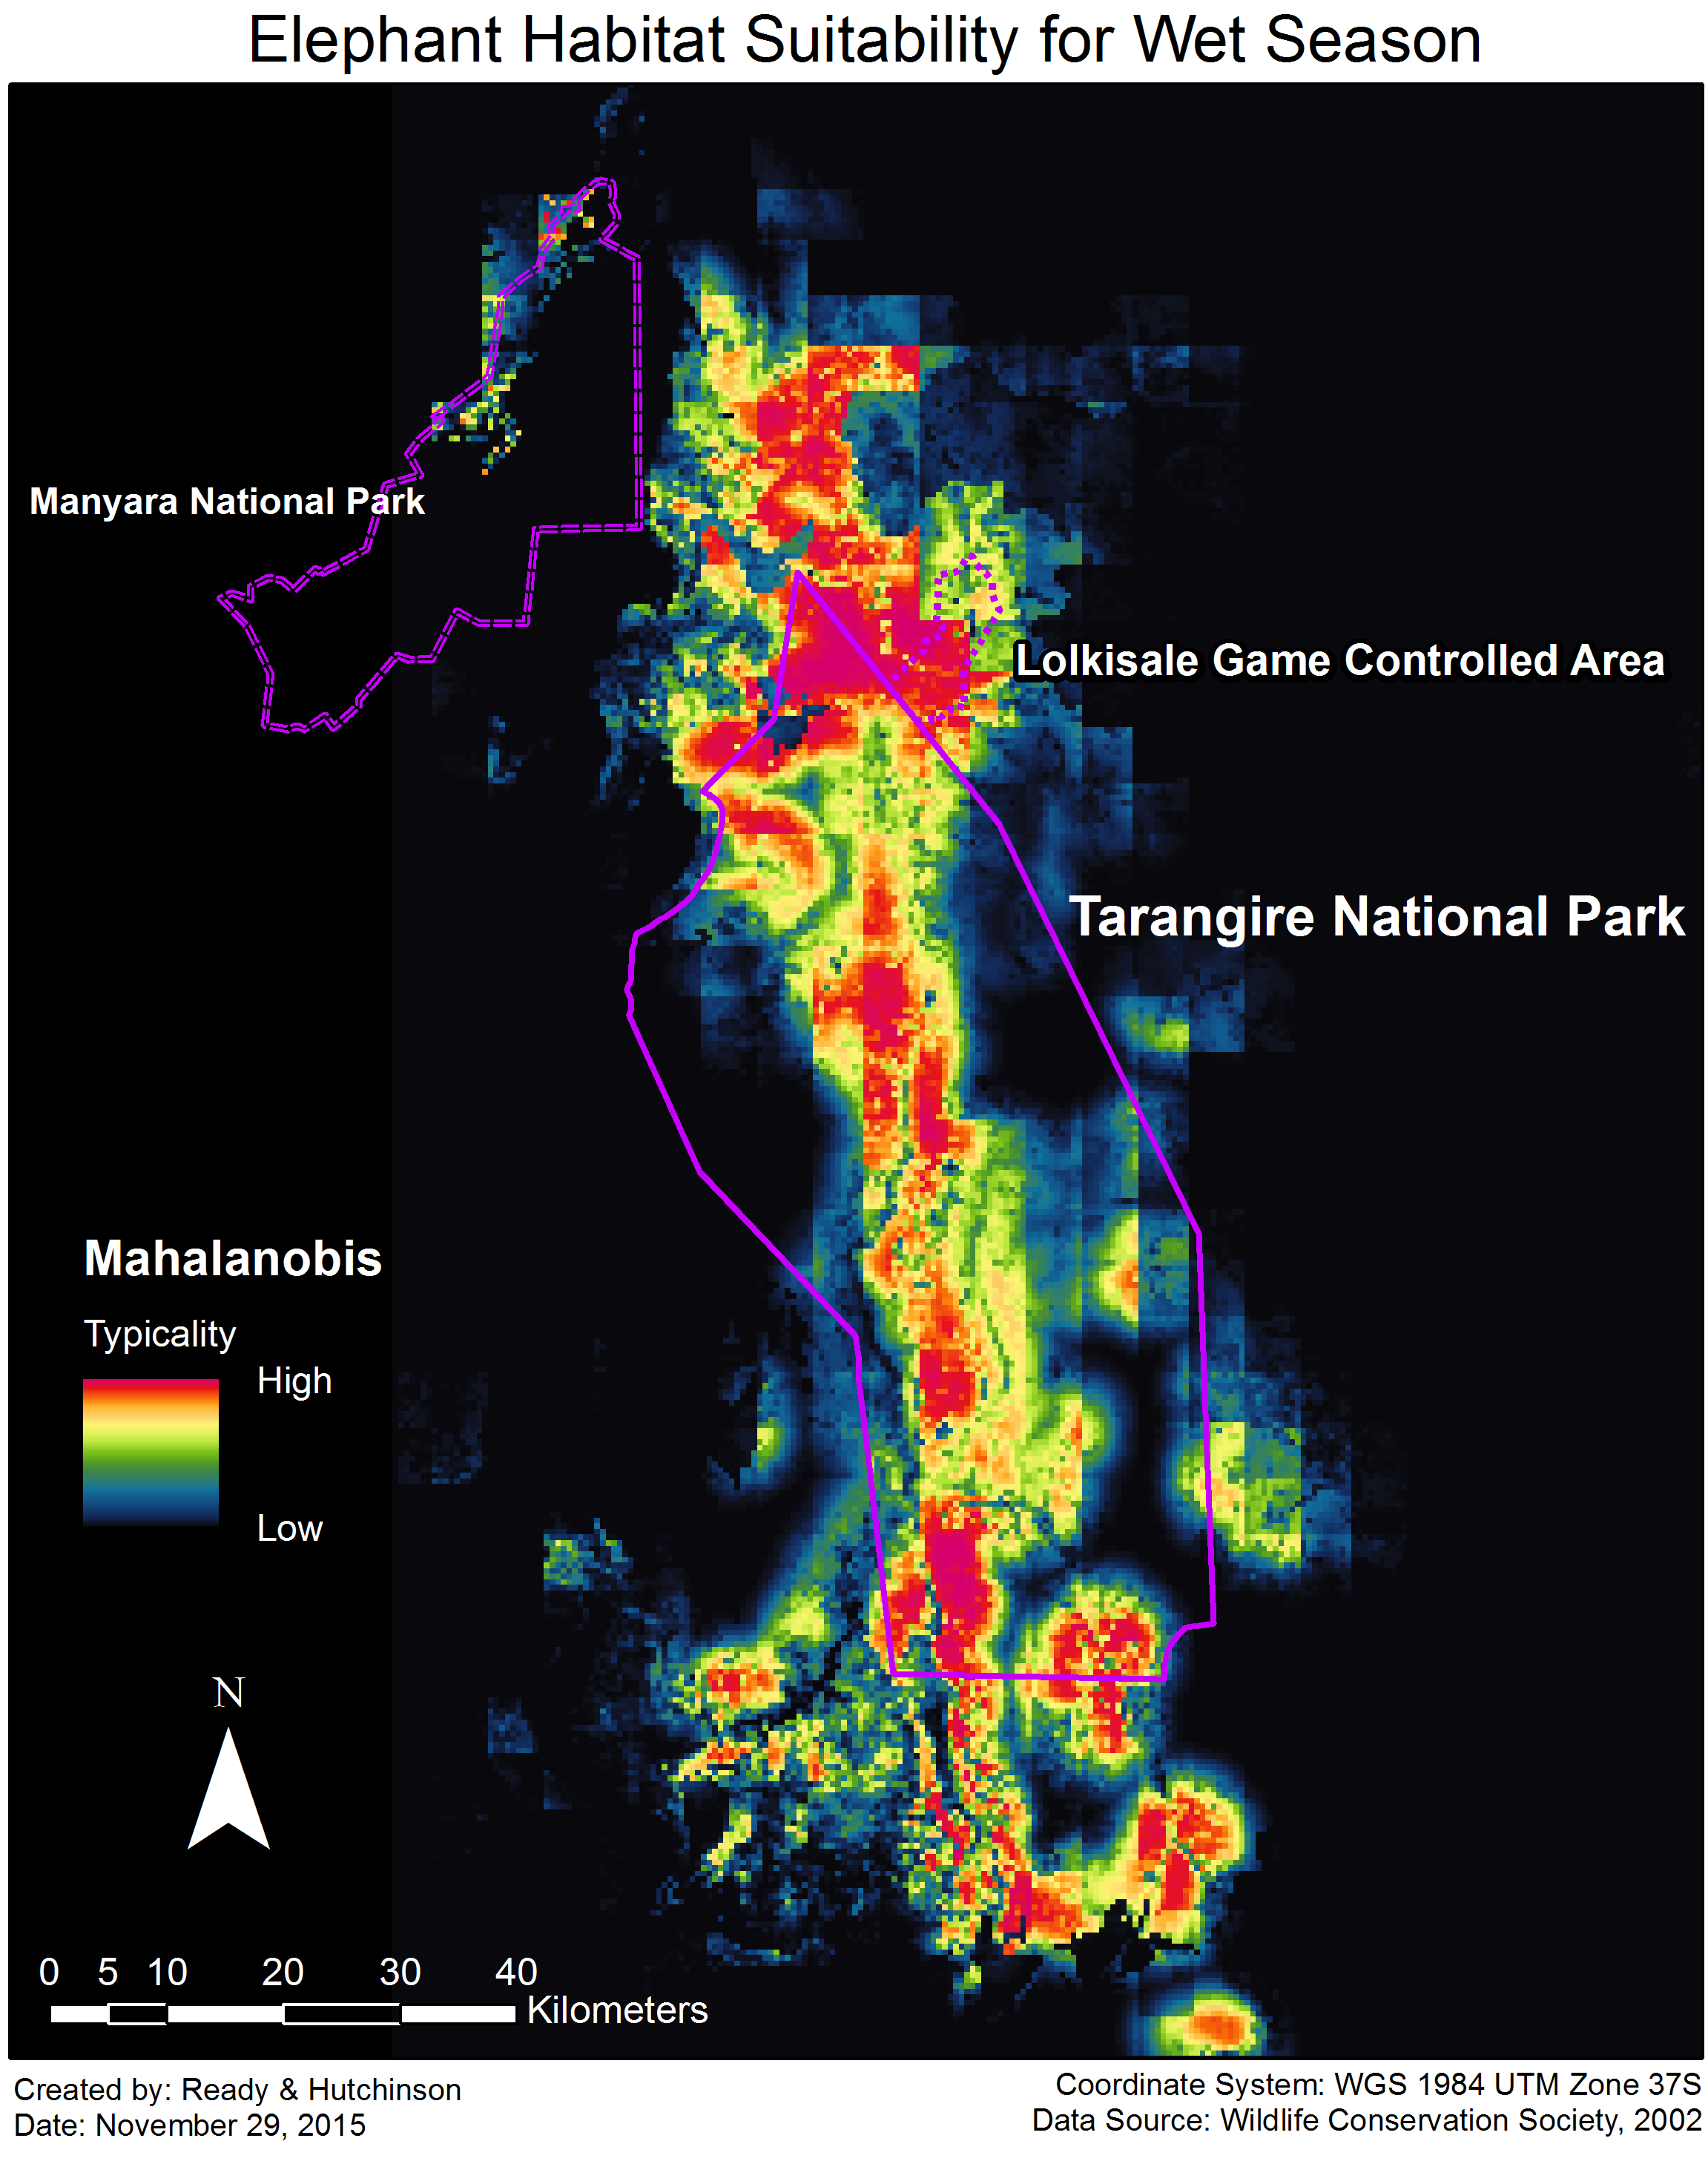 Elephant Habitat Suitability for Wet Season
Manyara National Park
Lolkisale Game Controlled Area
Tarangire National Park
Mahalanobis
Typicality
High
Low
N
0 5 10 20 30 40
Kilometers
Created by: Ready & Hutchinson
Date: November 29, 2015
Coordinate System: WGS 1984 UTM Zone 37S
Data Source: Wildlife Conservation Society, 2002